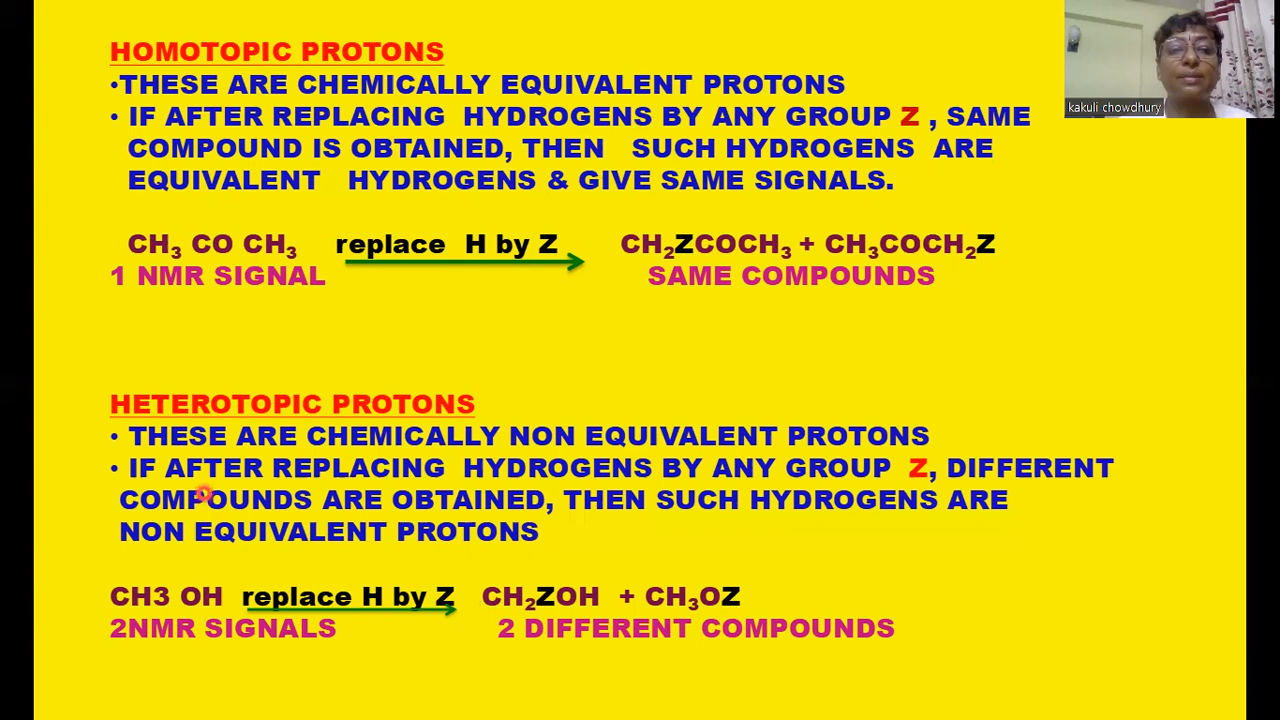 HOMOTOPIC PROTONS
•THESE ARE CHEMICALLY EQUIVALENT PROTONS
• IF AFTER REPLACING HYDROGENS BY ANY GROUP Z , SAME
COMPOUND IS OBTAINED, THEN SUCH HYDROGENS ARE
EQUIVALENT HYDROGENS & GIVE SAME SIGNALS.
CH₃ CO CH₃ replace H by Z CH₂ZCOCH₃ + CH₃COCH₂Z
1 NMR SIGNAL SAME COMPOUNDS
HETEROTOPIC PROTONS
• THESE ARE CHEMICALLY NON EQUIVALENT PROTONS
• IF AFTER REPLACING HYDROGENS BY ANY GROUP Z, DIFFERENT
COMPOUNDS ARE OBTAINED, THEN SUCH HYDROGENS ARE
NON EQUIVALENT PROTONS
CH3 OH replace H by Z CH₂ZOH + CH₃OZ
2NMR SIGNALS 2 DIFFERENT COMPOUNDS
kakuli chowdhury